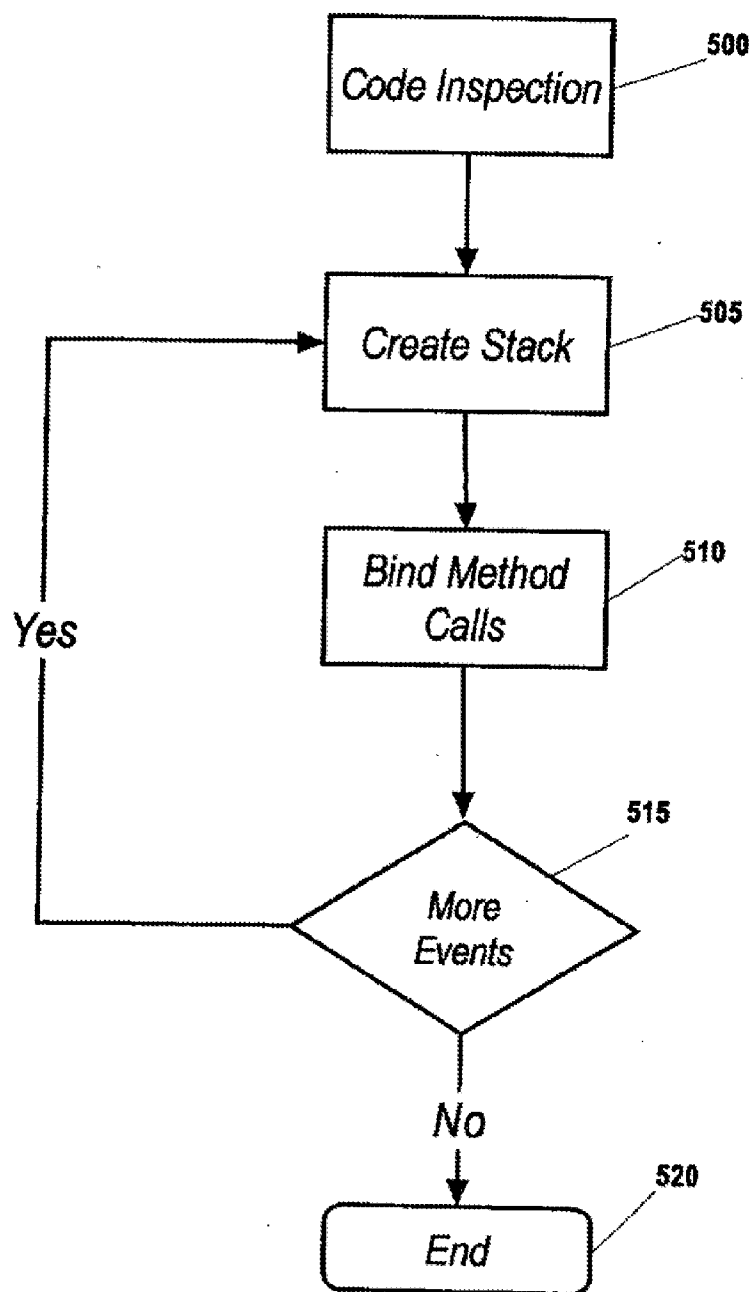 500
Code Inspection
505
Create Stack
510
Bind Method
Calls
Yes
515
More
Events
No
520
End